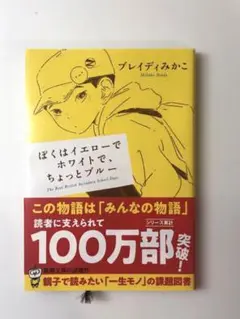 ブレイディみかこ
Mikako Brady
ぼくはイエローで
ホワイトで、
ちょっとブルー
The Real British Secondary School Days
この物語は「みんなの物語」
読者に支えられて
シリーズ累計
100万部
突破!
親子で読みたい「一生モノ」の課題図書